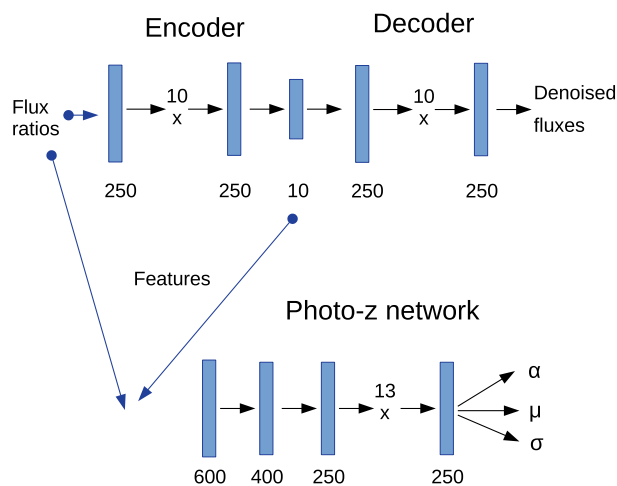 Encoder
Decoder
Flux
ratios
10
x
10
x
Denoised
fluxes
250
250
10
250
250
Features
Photo-z network
13
x
α
μ
σ
600
400
250
250